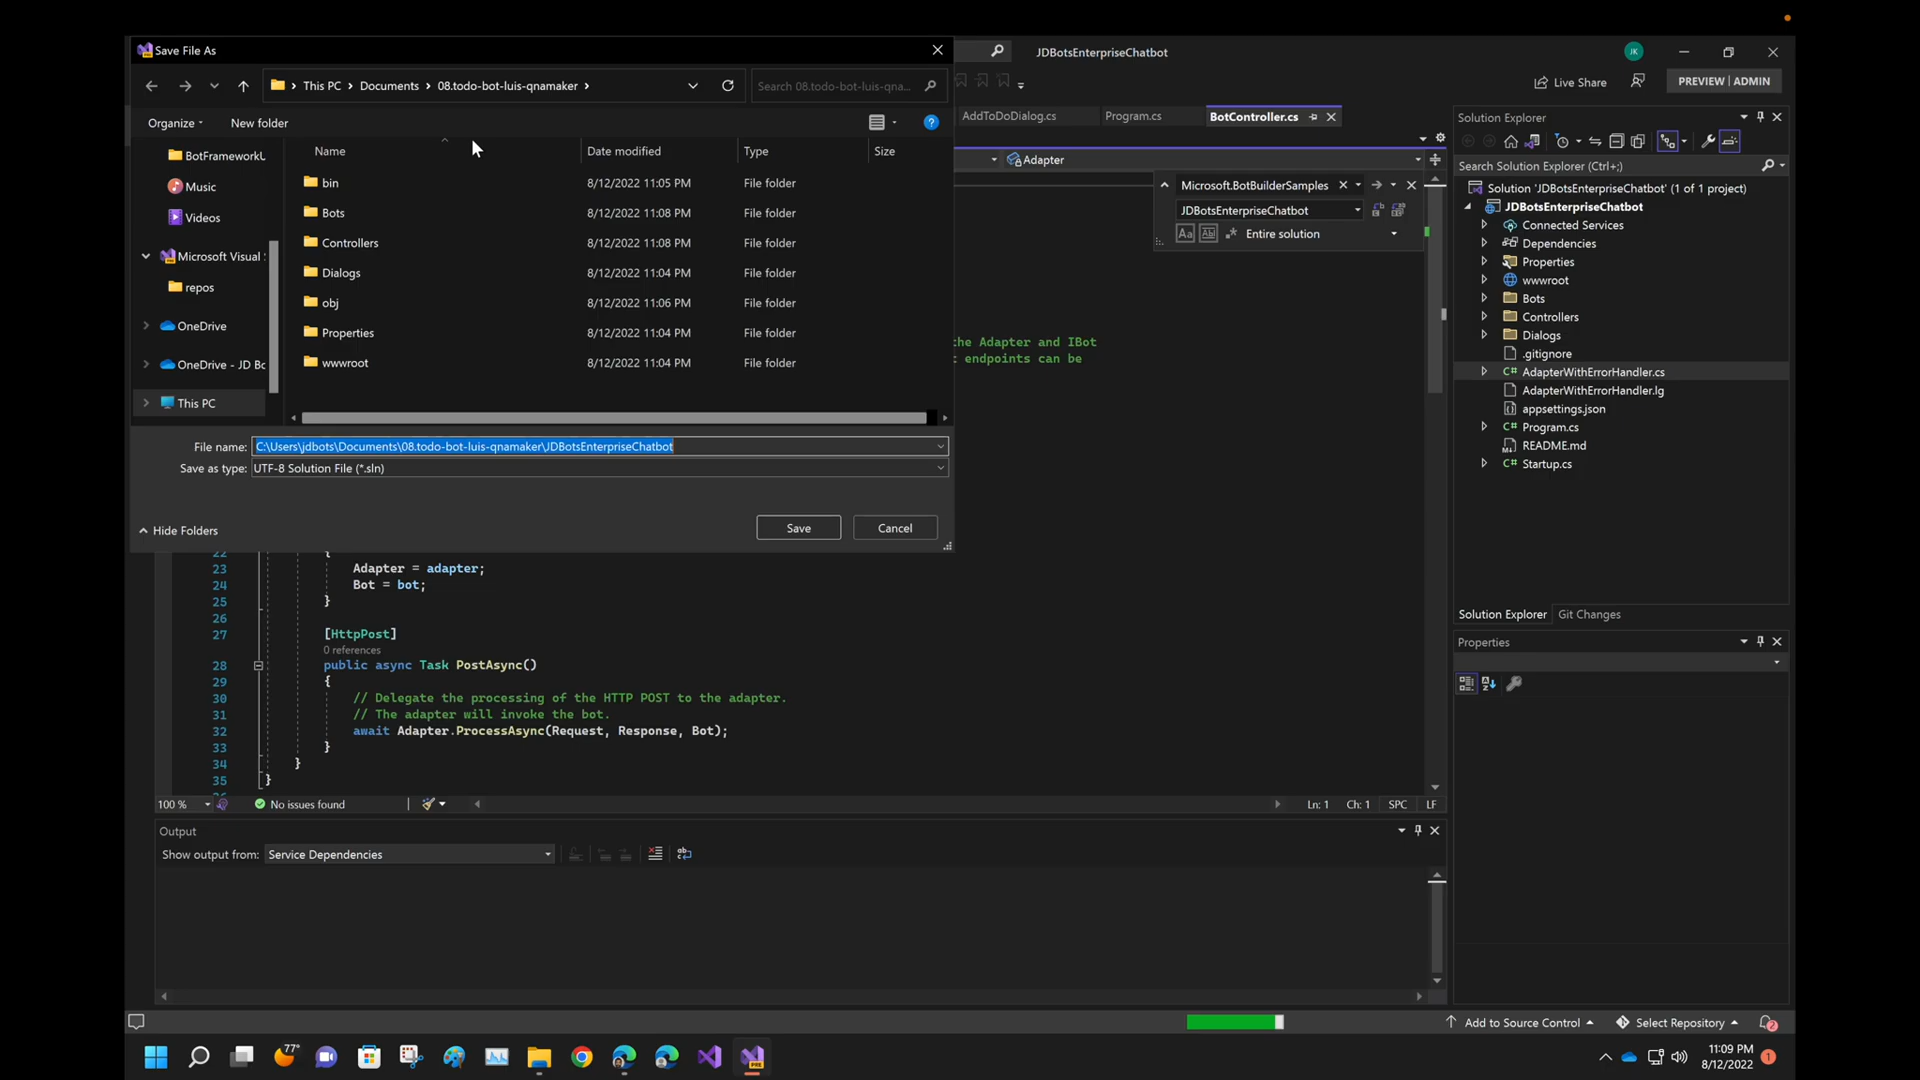 Save File As
JDBotsEnterpriseChatbot
JK
This PC
Documents
08.todo-bot-luis-qnamaker
Search 08.todo-bot-luis-qna...
Live Share
PREVIEW | ADMIN
Organize
New folder
AddToDoDialog.cs
Program.cs
BotController.cs
Solution Explorer
Name
Date modified
Type
Size
Adapter
Search Solution Explorer (Ctrl+;)
BotFrameworkU
Music
Videos
Microsoft Visual
repos
OneDrive
OneDrive - JD Bo
This PC
bin 8/12/2022 11:05 PM File folder
Bots 8/12/2022 11:08 PM File folder
Controllers 8/12/2022 11:08 PM File folder
Dialogs 8/12/2022 11:04 PM File folder
obj 8/12/2022 11:06 PM File folder
Properties 8/12/2022 11:04 PM File folder
wwwroot 8/12/2022 11:04 PM File folder
Microsoft.BotBuilderSamples
JDBotsEnterpriseChatbot
Aa
Entire solution
Solution 'JDBotsEnterpriseChatbot' (1 of 1 project)
JDBotsEnterpriseChatbot
Connected Services
Dependencies
Properties
wwwroot
Bots
Controllers
Dialogs
.gitignore
C# AdapterWithErrorHandler.cs
AdapterWithErrorHandler.lg
appsettings.json
C# Program.cs
README.md
C# Startup.cs
the Adapter and IBot
endpoints can be
File name: C:\Users\jdbots\Documents\08.todo-bot-luis-qnamaker\JDBotsEnterpriseChatbot
Save as type: UTF-8 Solution File (*.sln)
Hide Folders
Save
Cancel
22 {
23 Adapter = adapter;
24 Bot = bot;
25 }
26
27 [HttpPost]
0 references
28 public async Task PostAsync()
29 {
30 // Delegate the processing of the HTTP POST to the adapter.
31 // The adapter will invoke the bot.
32 await Adapter.ProcessAsync(Request, Response, Bot);
33 }
34 }
35 }
Solution Explorer
Git Changes
Properties
100 %
No issues found
Ln: 1
Ch: 1
SPC
LF
Output
Show output from: Service Dependencies
Add to Source Control
Select Repository
2
77°
PRE
11:09 PM
8/12/2022
1